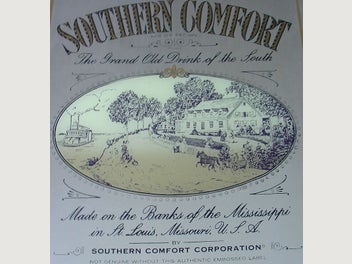 SOUTHERN COMFORT
The Grand Old Drink of the South
Made on the Banks of the Mississippi
in St. Louis, Missouri, U.S.A.
BY
SOUTHERN COMFORT CORPORATION
NOT GENUINE WITHOUT THIS AUTHENTIC EMBOSSED LABEL